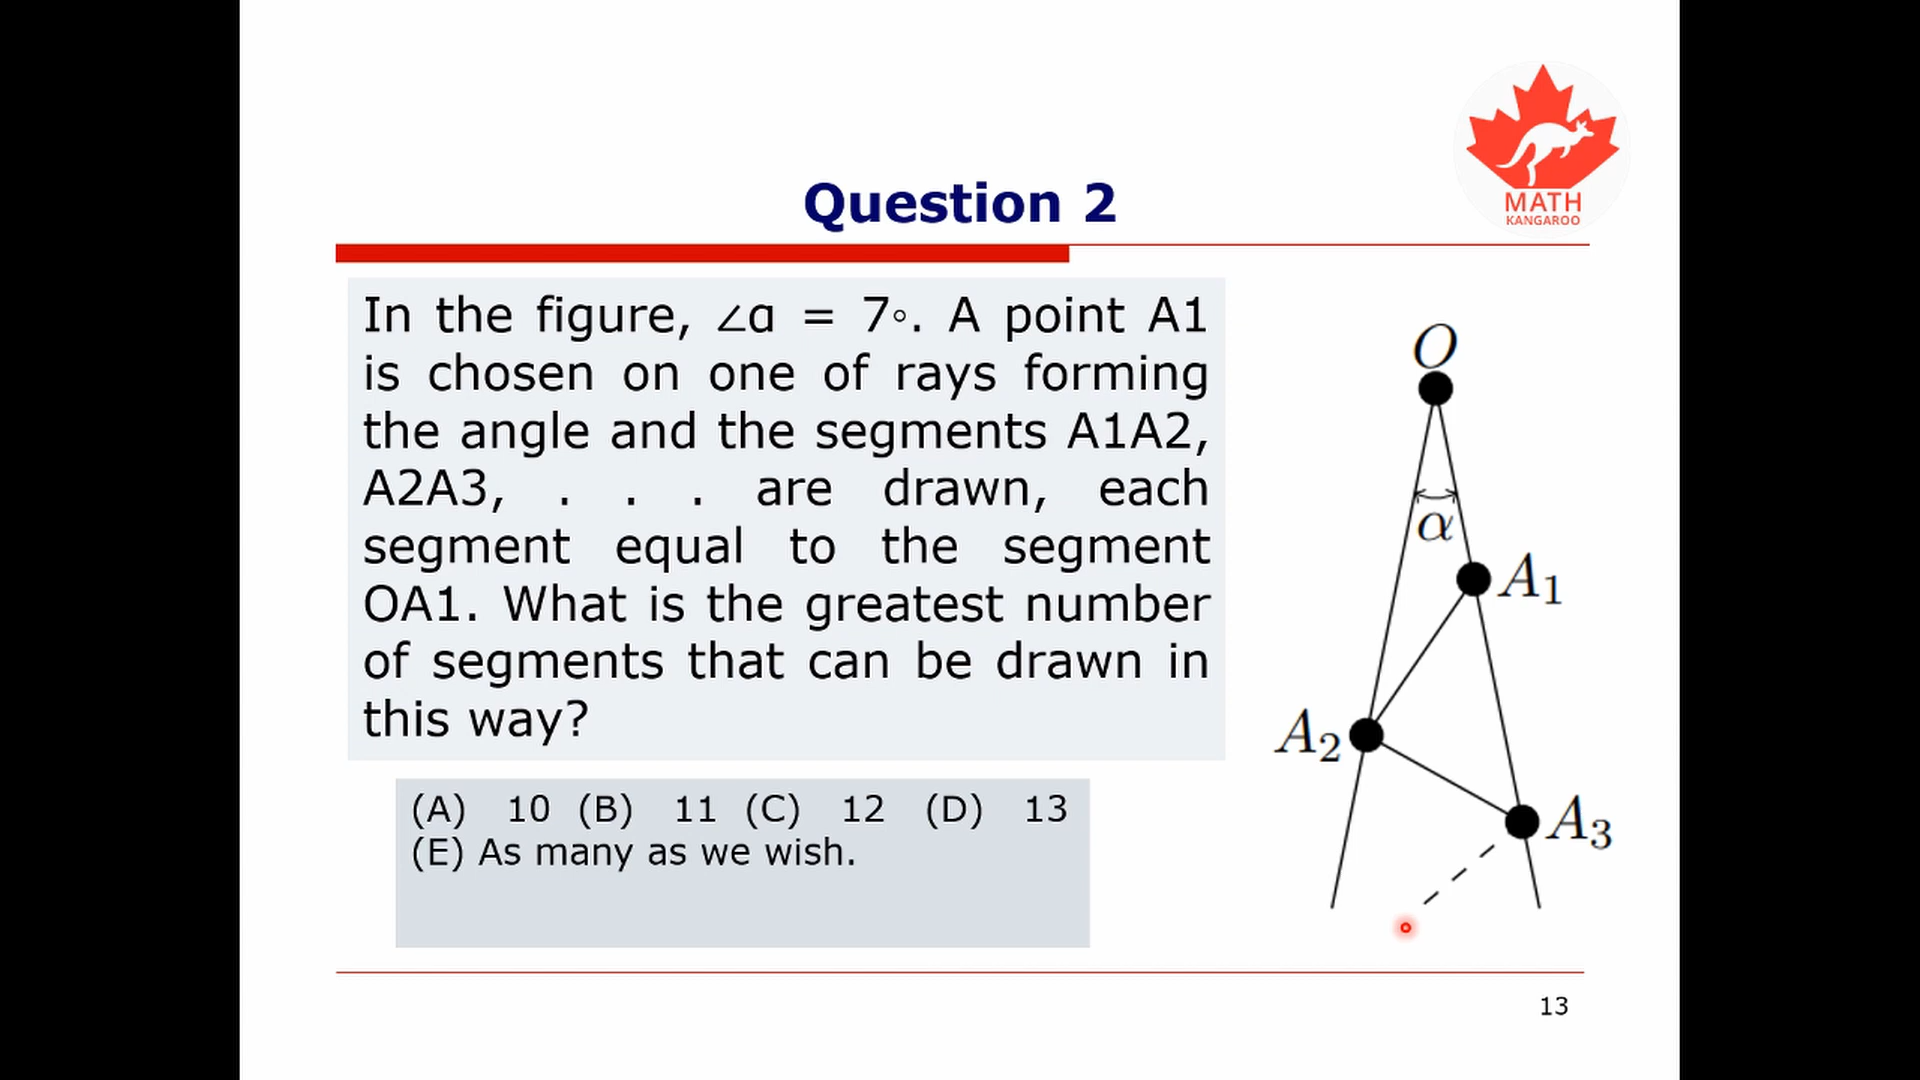 MATH
KANGAROO
Question 2
In the figure, ∠α = 7∘. A point A1
is chosen on one of rays forming
the angle and the segments A1A2,
A2A3, . . . are drawn, each
segment equal to the segment
OA1. What is the greatest number
of segments that can be drawn in
this way?
(A) 10 (B) 11 (C) 12 (D) 13
(E) As many as we wish.
O
α
A₁
A₂
A₃
13